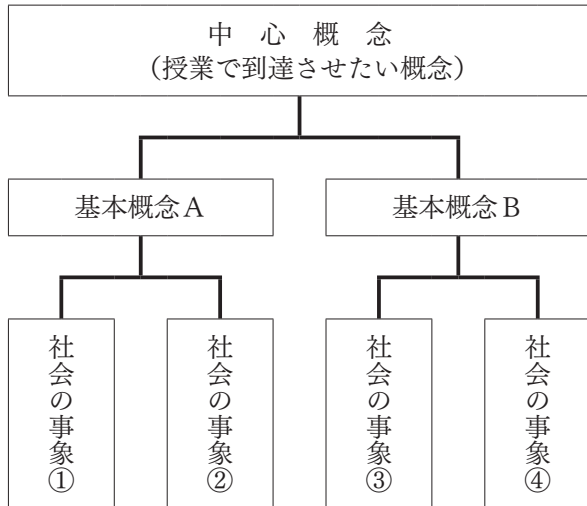 中　心　概　念
（授業で到達させたい概念）
基本概念A
基本概念B
社会の事象①
社会の事象②
社会の事象③
社会の事象④